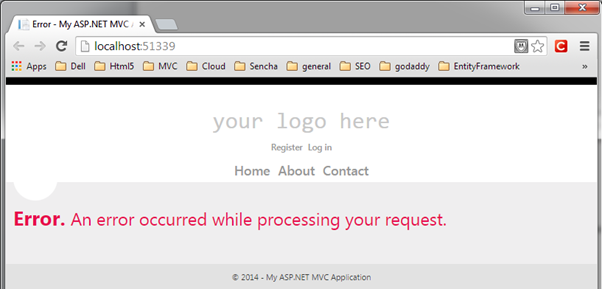 Error - My ASP.NET MVC A
localhost:51339
Apps Dell Html5 MVC Cloud Sencha general SEO godaddy EntityFramework »
your logo here
Register Log in
Home About Contact
Error. An error occurred while processing your request.
© 2014 - My ASP.NET MVC Application